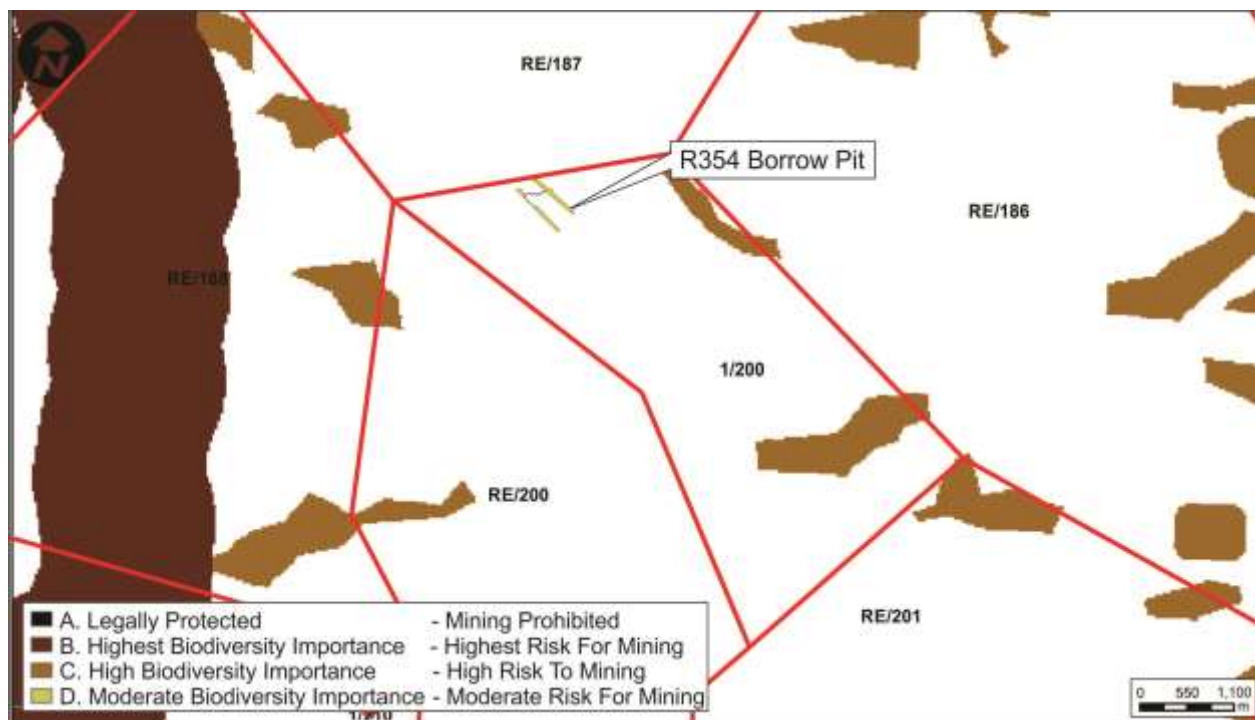 N
RE/187
R354 Borrow Pit
RE/186
RE/188
1/200
RE/200
RE/201
A. Legally Protected - Mining Prohibited
B. Highest Biodiversity Importance - Highest Risk For Mining
C. High Biodiversity Importance - High Risk To Mining
D. Moderate Biodiversity Importance - Moderate Risk For Mining
0 550 1,100
m